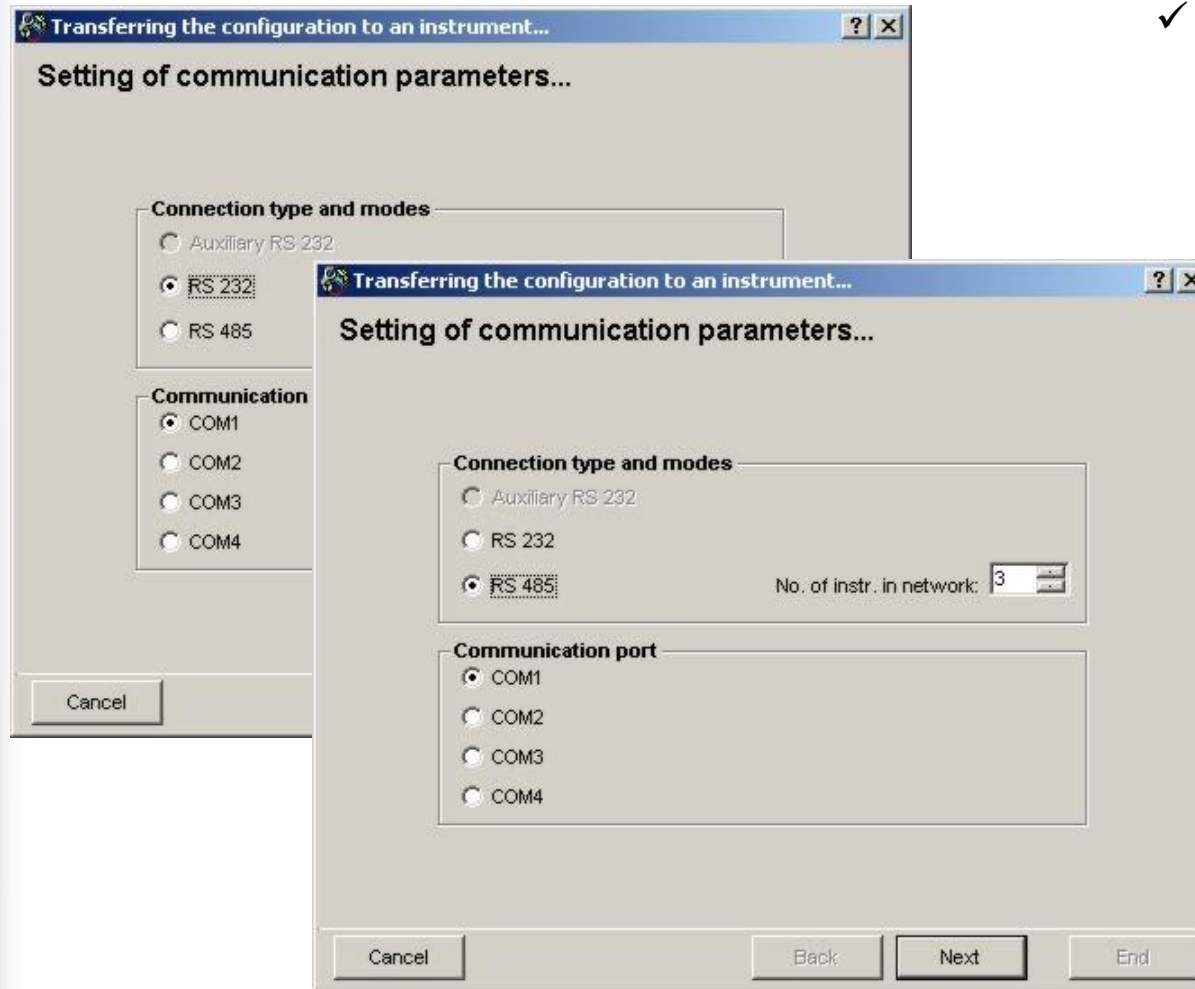 Transferring the configuration to an instrument...
Setting of communication parameters...
Connection type and modes
Auxiliary RS 232
RS 232
RS 485
Communication
COM1
COM2
COM3
COM4
Cancel
Transferring the configuration to an instrument...
Setting of communication parameters...
Connection type and modes
Auxiliary RS 232
RS 232
RS 485 No. of instr. in network: 3
Communication port
COM1
COM2
COM3
COM4
Cancel Back Next End